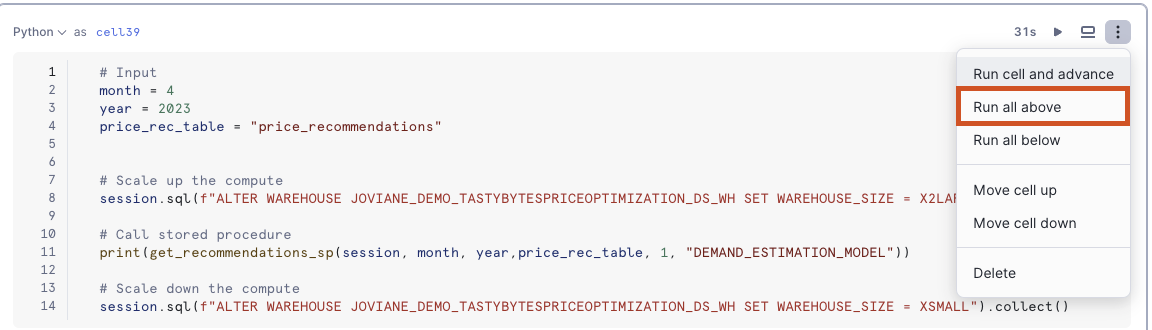 Python as cell39 31s
1 # Input
2 month = 4
3 year = 2023
4 price_rec_table = "price_recommendations"
5
6
7 # Scale up the compute
8 session.sql(f"ALTER WAREHOUSE JOVIANE_DEMO_TASTYBYTESPRICEOPTIMIZATION_DS_WH SET WAREHOUSE_SIZE = X2LA
9
10 # Call stored procedure
11 print(get_recommendations_sp(session, month, year,price_rec_table, 1, "DEMAND_ESTIMATION_MODEL"))
12
13 # Scale down the compute
14 session.sql(f"ALTER WAREHOUSE JOVIANE_DEMO_TASTYBYTESPRICEOPTIMIZATION_DS_WH SET WAREHOUSE_SIZE = XSMALL").collect()
Run cell and advance
Run all above
Run all below
Move cell up
Move cell down
Delete